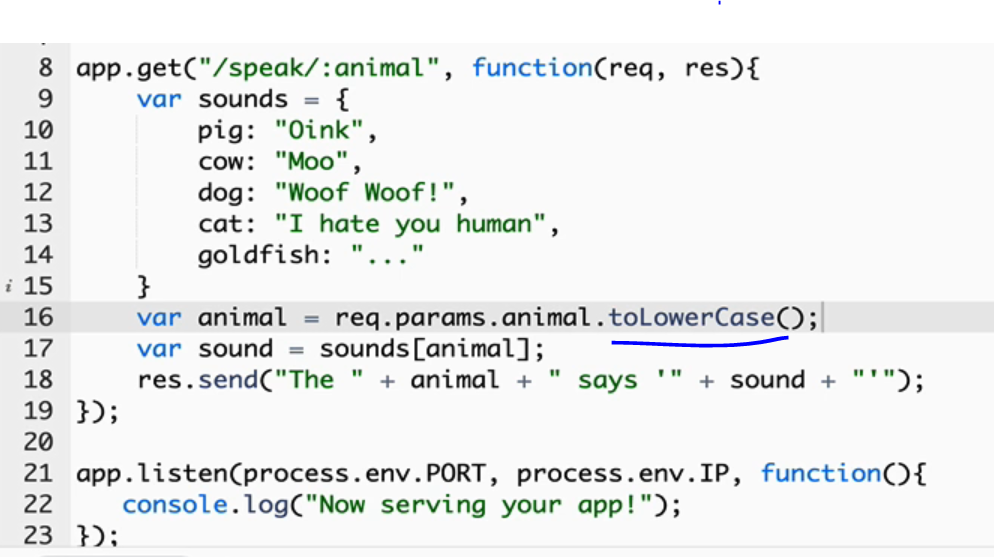 8 app.get("/speak/:animal", function(req, res){
9     var sounds = {
10         pig: "Oink",
11         cow: "Moo",
12         dog: "Woof Woof!",
13         cat: "I hate you human",
14         goldfish: "..."
i 15     }
16     var animal = req.params.animal.toLowerCase();
17     var sound = sounds[animal];
18     res.send("The " + animal + " says '" + sound + "'");
19 });
20
21 app.listen(process.env.PORT, process.env.IP, function(){
22    console.log("Now serving your app!");
23 });